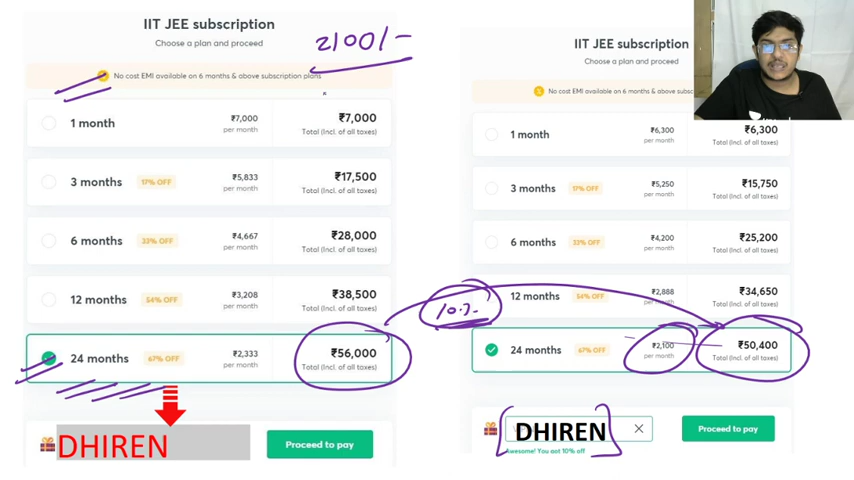 IIT JEE subscription
Choose a plan and proceed
21001/-
No cost EMI available on 6 months & above subscription plans
1 month ₹7,000 per month ₹7,000 Total (Incl. of all taxes)
3 months 17% OFF ₹5,833 per month ₹17,500 Total (Incl. of all taxes)
6 months 33% OFF ₹4,667 per month ₹28,000 Total (Incl. of all taxes)
12 months 54% OFF ₹3,208 per month ₹38,500 Total (Incl. of all taxes)
24 months 67% OFF ₹2,333 per month ₹56,000 Total (Incl. of all taxes)
DHIREN
Proceed to pay
10%
IIT JEE subscription
Choose a plan and proceed
No cost EMI available on 6 months & above
1 month ₹6,300 per month ₹6,300 Total (Incl. of all taxes)
3 months 17% OFF ₹5,250 per month ₹15,750 Total (Incl. of all taxes)
6 months 33% OFF ₹4,200 per month ₹25,200 Total (Incl. of all taxes)
12 months 54% OFF ₹2,888 per month ₹34,650 Total (Incl. of all taxes)
24 months 67% OFF ₹2,100 per month ₹50,400 Total (Incl. of all taxes)
DHIREN
Awesome! You got 10% off
Proceed to pay